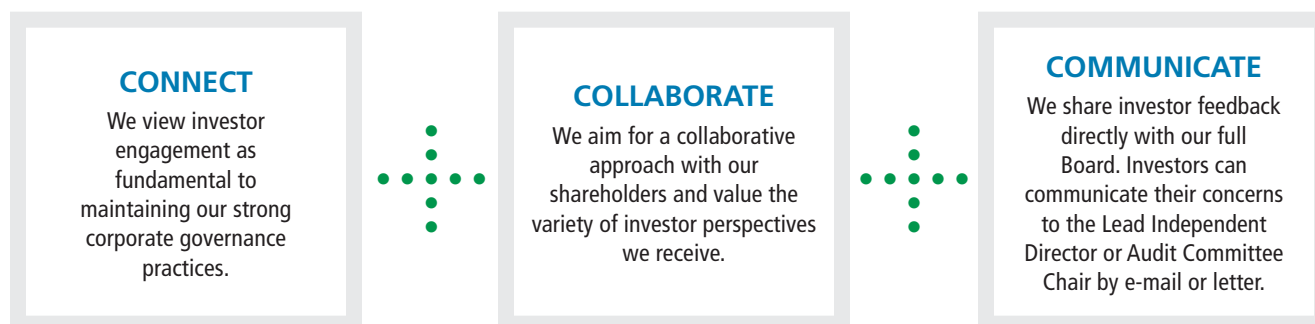 CONNECT
We view investor
engagement as
fundamental to
maintaining our strong
corporate governance
practices.
COLLABORATE
We aim for a collaborative
approach with our
shareholders and value the
variety of investor perspectives
we receive.
COMMUNICATE
We share investor feedback
directly with our full
Board. Investors can
communicate their concerns
to the Lead Independent
Director or Audit Committee
Chair by e-mail or letter.